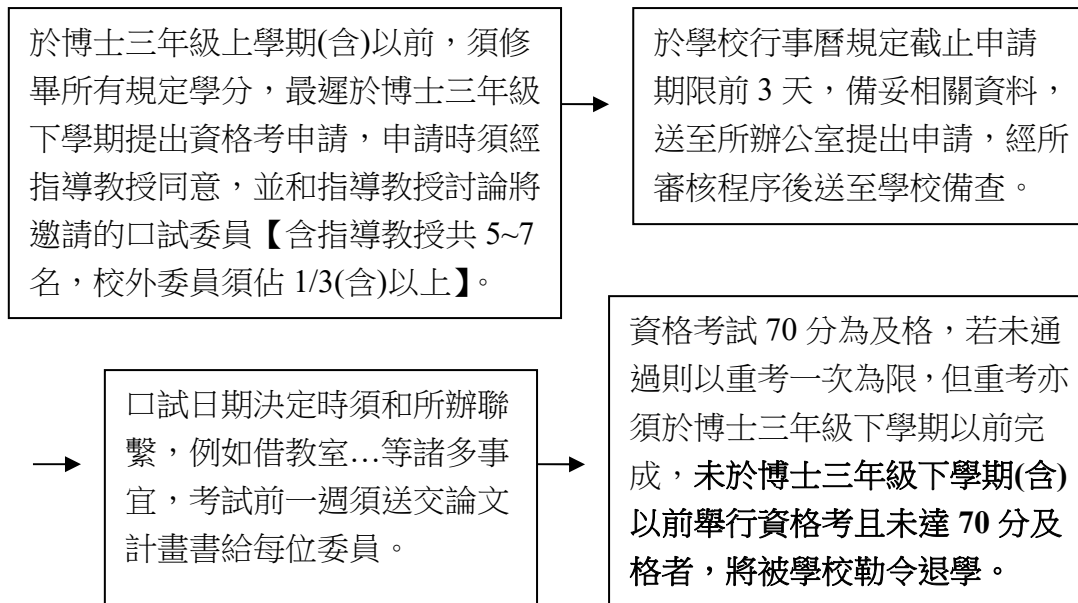 於博士三年級上學期(含)以前，須修
畢所有規定學分，最遲於博士三年級
下學期提出資格考申請，申請時須經
指導教授同意，並和指導教授討論將
邀請的口試委員【含指導教授共 5~7
名，校外委員須佔 1/3(含)以上】。
於學校行事曆規定截止申請
期限前 3 天，備妥相關資料，
送至所辦公室提出申請，經所
審核程序後送至學校備查。
口試日期決定時須和所辦聯
繫，例如借教室…等諸多事
宜，考試前一週須送交論文
計畫書給每位委員。
資格考試 70 分為及格，若未通
過則以重考一次為限，但重考亦
須於博士三年級下學期以前完
成，未於博士三年級下學期(含)
以前舉行資格考且未達 70 分及
格者，將被學校勒令退學。